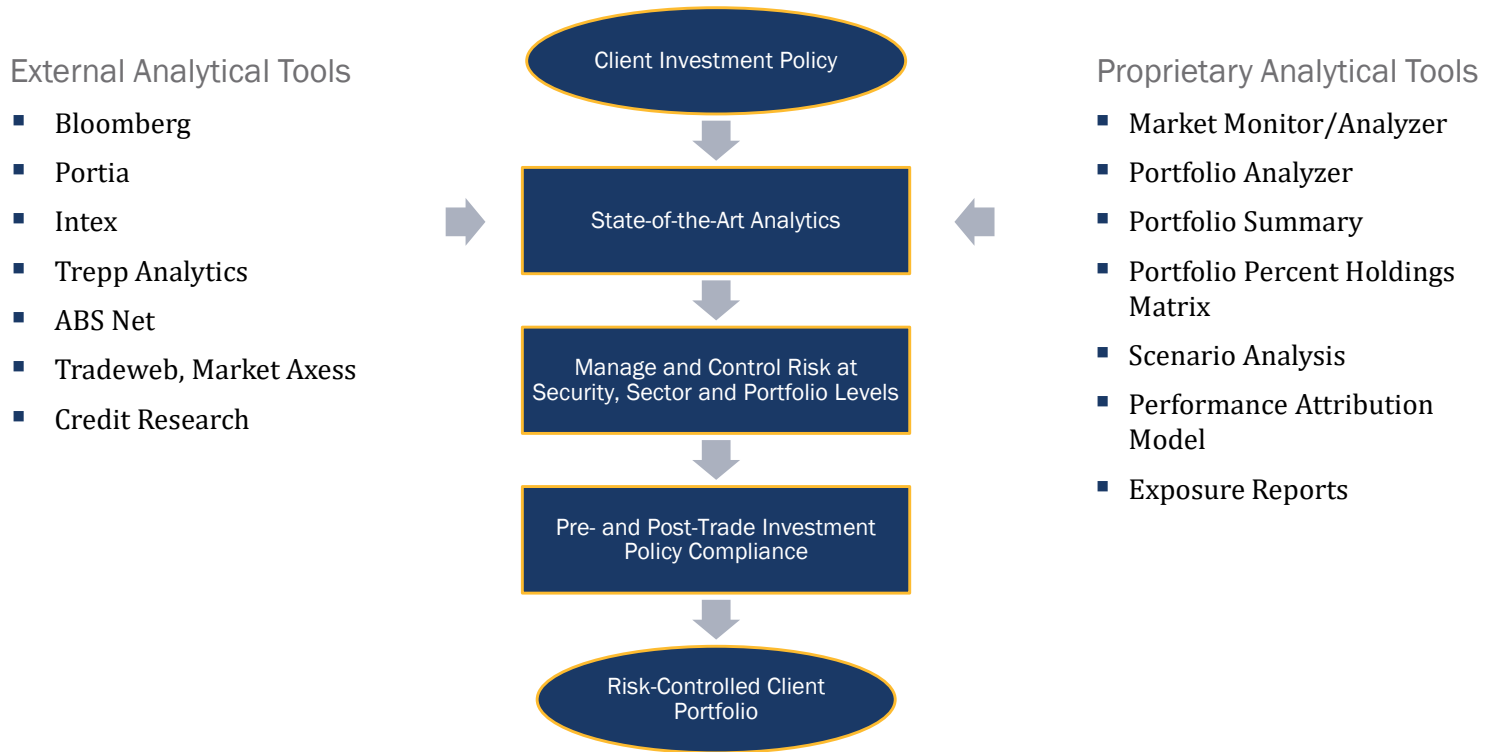 External Analytical Tools
Bloomberg
Portia
Intex
Trepp Analytics
ABS Net
Tradeweb, Market Axess
Credit Research
Client Investment Policy
State-of-the-Art Analytics
Manage and Control Risk at
Security, Sector and Portfolio Levels
Pre- and Post-Trade Investment
Policy Compliance
Risk-Controlled Client
Portfolio
Proprietary Analytical Tools
Market Monitor/Analyzer
Portfolio Analyzer
Portfolio Summary
Portfolio Percent Holdings
Matrix
Scenario Analysis
Performance Attribution
Model
Exposure Reports